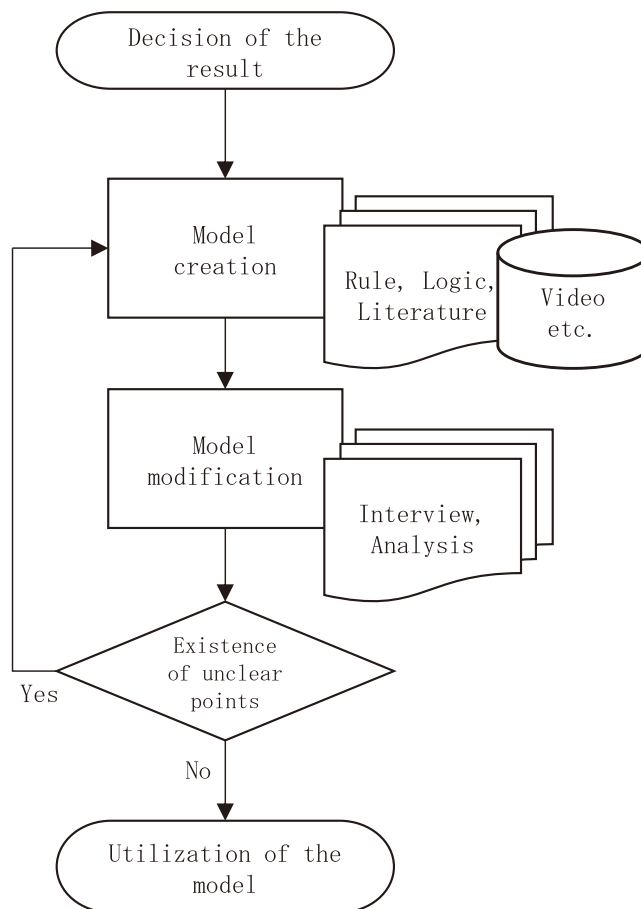 Decision of the
result
Model
creation
Rule, Logic,
Literature
Video
etc.
Model
modification
Interview,
Analysis
Existence
of unclear
points
Yes
No
Utilization of the
model